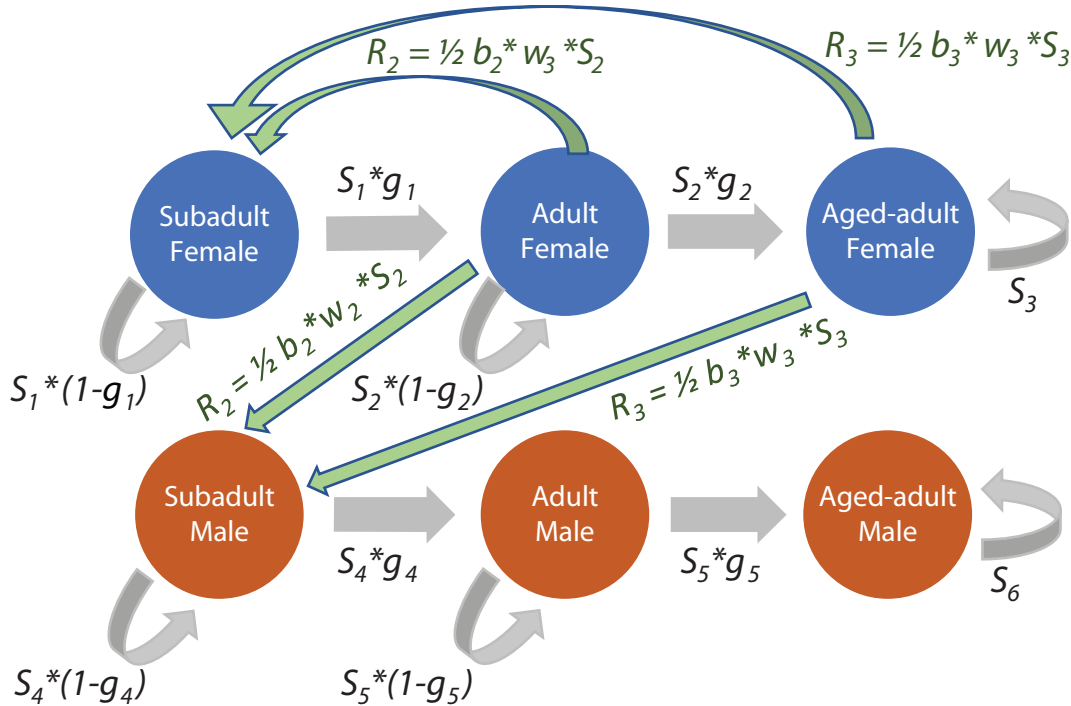 R₂ = ½ b₂* w₃ *S₂
R₃ = ½ b₃* w₃ *S₃
Subadult
Female
S₁*g₁
Adult
Female
S₂*g₂
Aged-adult
Female
S₃
S₁*(1-g₁)
R₂ = ½ b₂*w₂*S₂
S₂*(1-g₂)
R₃ = ½ b₃*w₃*S₃
Subadult
Male
S₄*g₄
Adult
Male
S₅*g₅
Aged-adult
Male
S₆
S₄*(1-g₄)
S₅*(1-g₅)